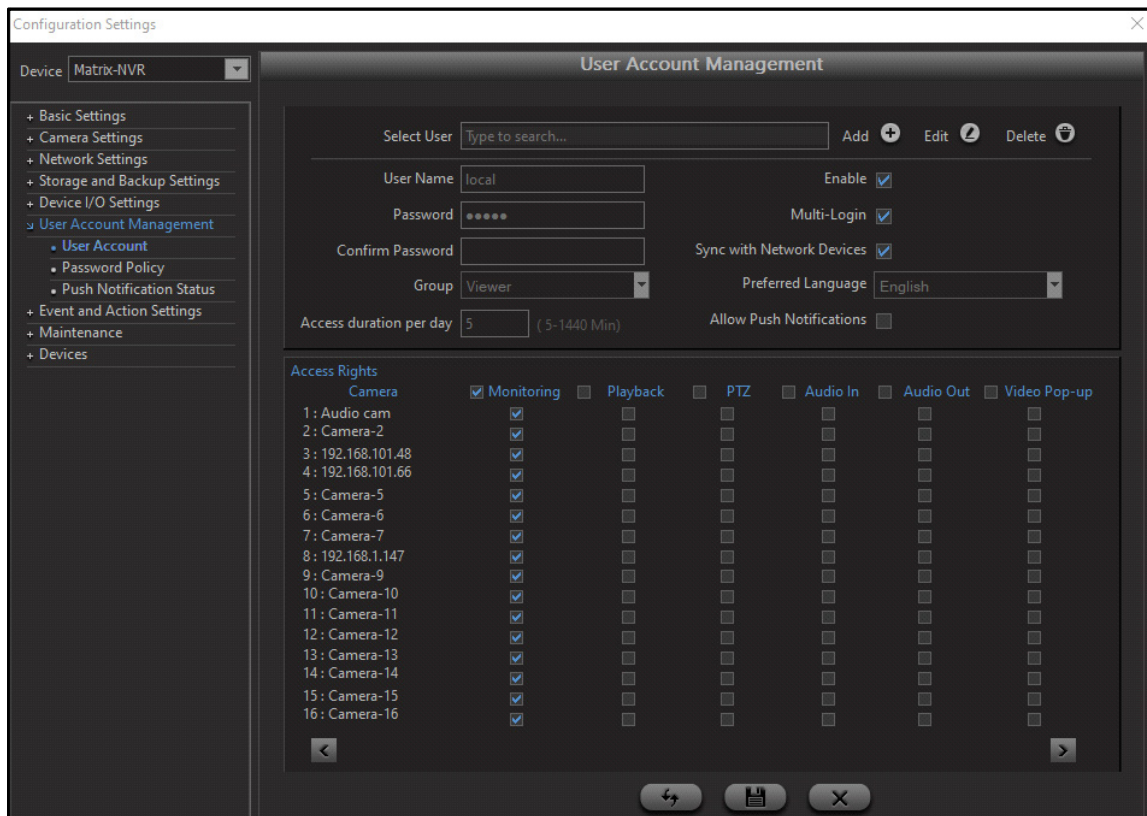 Configuration Settings
Device Matrix-NVR
+ Basic Settings
+ Camera Settings
+ Network Settings
+ Storage and Backup Settings
+ Device I/O Settings
User Account Management
• User Account
• Password Policy
• Push Notification Status
+ Event and Action Settings
+ Maintenance
+ Devices
User Account Management
Select User Type to search... Add Edit Delete
User Name local Enable
Password ●●●●● Multi-Login
Confirm Password Sync with Network Devices
Group Viewer Preferred Language English
Access duration per day 5 ( 5-1440 Min) Allow Push Notifications
Access Rights
Camera Monitoring Playback PTZ Audio In Audio Out Video Pop-up
1 : Audio cam
2 : Camera-2
3 : 192.168.101.48
4 : 192.168.101.66
5 : Camera-5
6 : Camera-6
7 : Camera-7
8 : 192.168.1.147
9 : Camera-9
10 : Camera-10
11 : Camera-11
12 : Camera-12
13 : Camera-13
14 : Camera-14
15 : Camera-15
16 : Camera-16